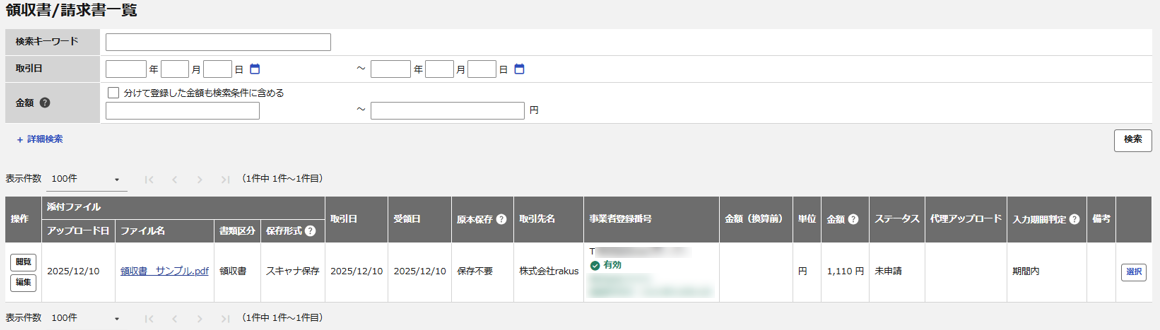 領収書/請求書一覧
検索キーワード
取引日 年 月 日 ～ 年 月 日
金額 ? 分けて登録した金額も検索条件に含める
～ 円
+ 詳細検索 検索
表示件数 100件 (1件中 1件～1件目)
操作 添付ファイル 取引日 受領日 原本保存 ? 取引先名 事業者登録番号 金額（換算前） 単位 金額 ? ステータス 代理アップロード 入力期間判定 ? 備考
アップロード日 ファイル名 書類区分 保存形式 ?
閲覧 編集 2025/12/10 領収書　サンプル.pdf 領収書 スキャナ保存 2025/12/10 2025/12/10 保存不要 株式会社rakus T 有効 円 1,110 円 未申請 期間内 選択
表示件数 100件 (1件中 1件～1件目)